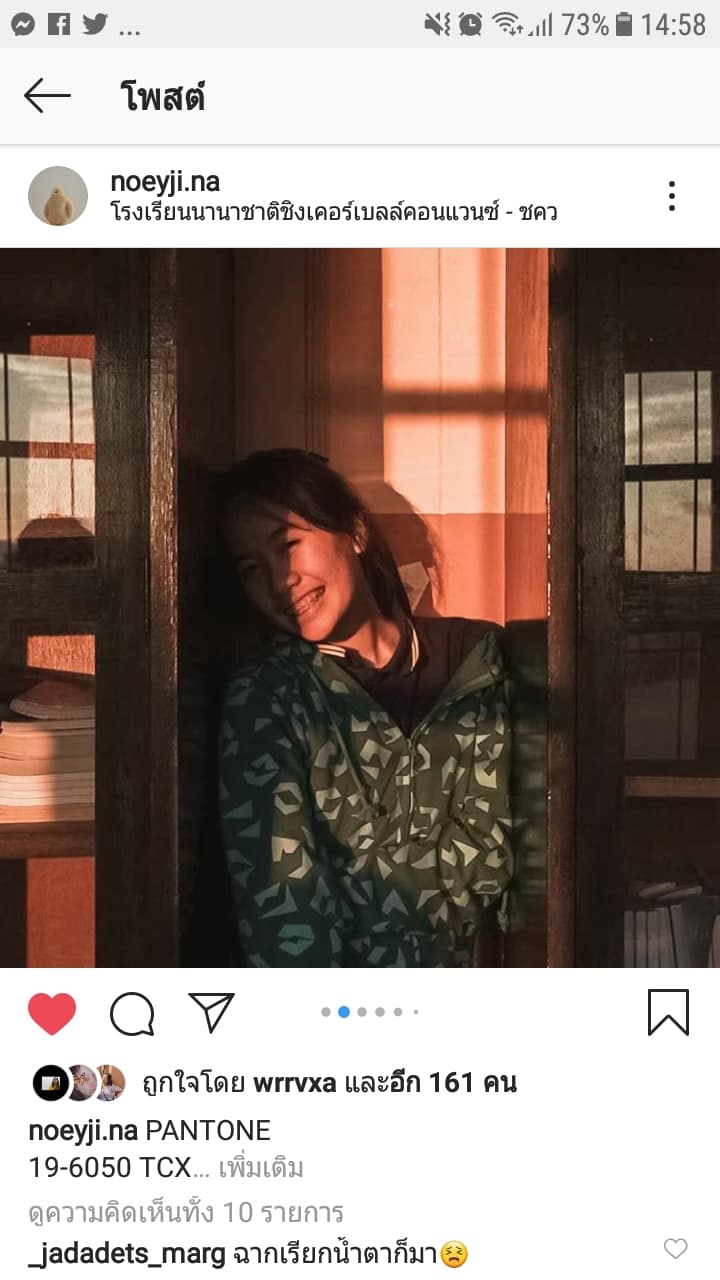 ... 73% 14:58
โพสต์
noeyji.na
โรงเรียนนานาชาติชิงเคอร์เบลล์คอนแวนซ์ - ชคว
ถูกใจโดย wrrvxa และอีก 161 คน
noeyji.na PANTONE
19-6050 TCX... เพิ่มเติม
ดูความคิดเห็นทั้ง 10 รายการ
_jadadets_marg ฉากเรียกน้ำตาก็มา😣